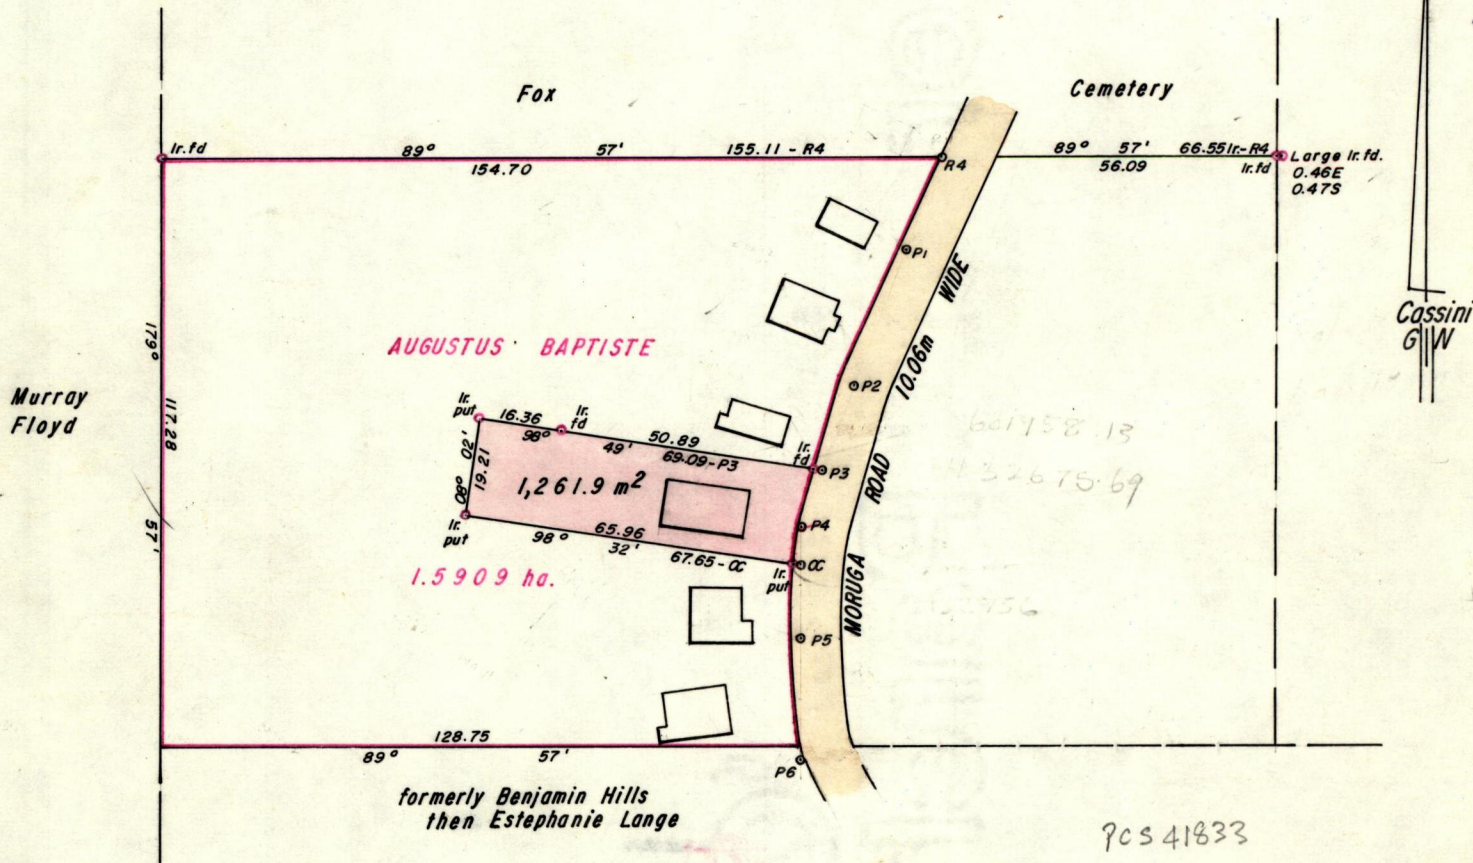 Fox
Cemetery
Ir.fd
89° 57' 155.11 - R4
154.70
R4
89° 57' 66.55Ir.-R4
56.09
Ir.fd
Large Ir.fd.
0.46E
0.47S
P1
WIDE
Cassini
G W
AUGUSTUS BAPTISTE
179° 57'
117.28
P2
10.06m
Murray
Floyd
Ir.
put
16.36
Ir.
fd
98° 49'
50.89
69.09-P3
Ir.
fd
P3
601958.13
32675.69
08° 02'
19.21
1,261.9 m²
ROAD
P4
Ir.
put
65.96
98° 32' 67.65-CC
Ir.
put
CC
1.5909 ha.
MORUGA
P5
128.75
89° 57'
P6
formerly Benjamin Hills
then Estephanie Lange
PCS 41833